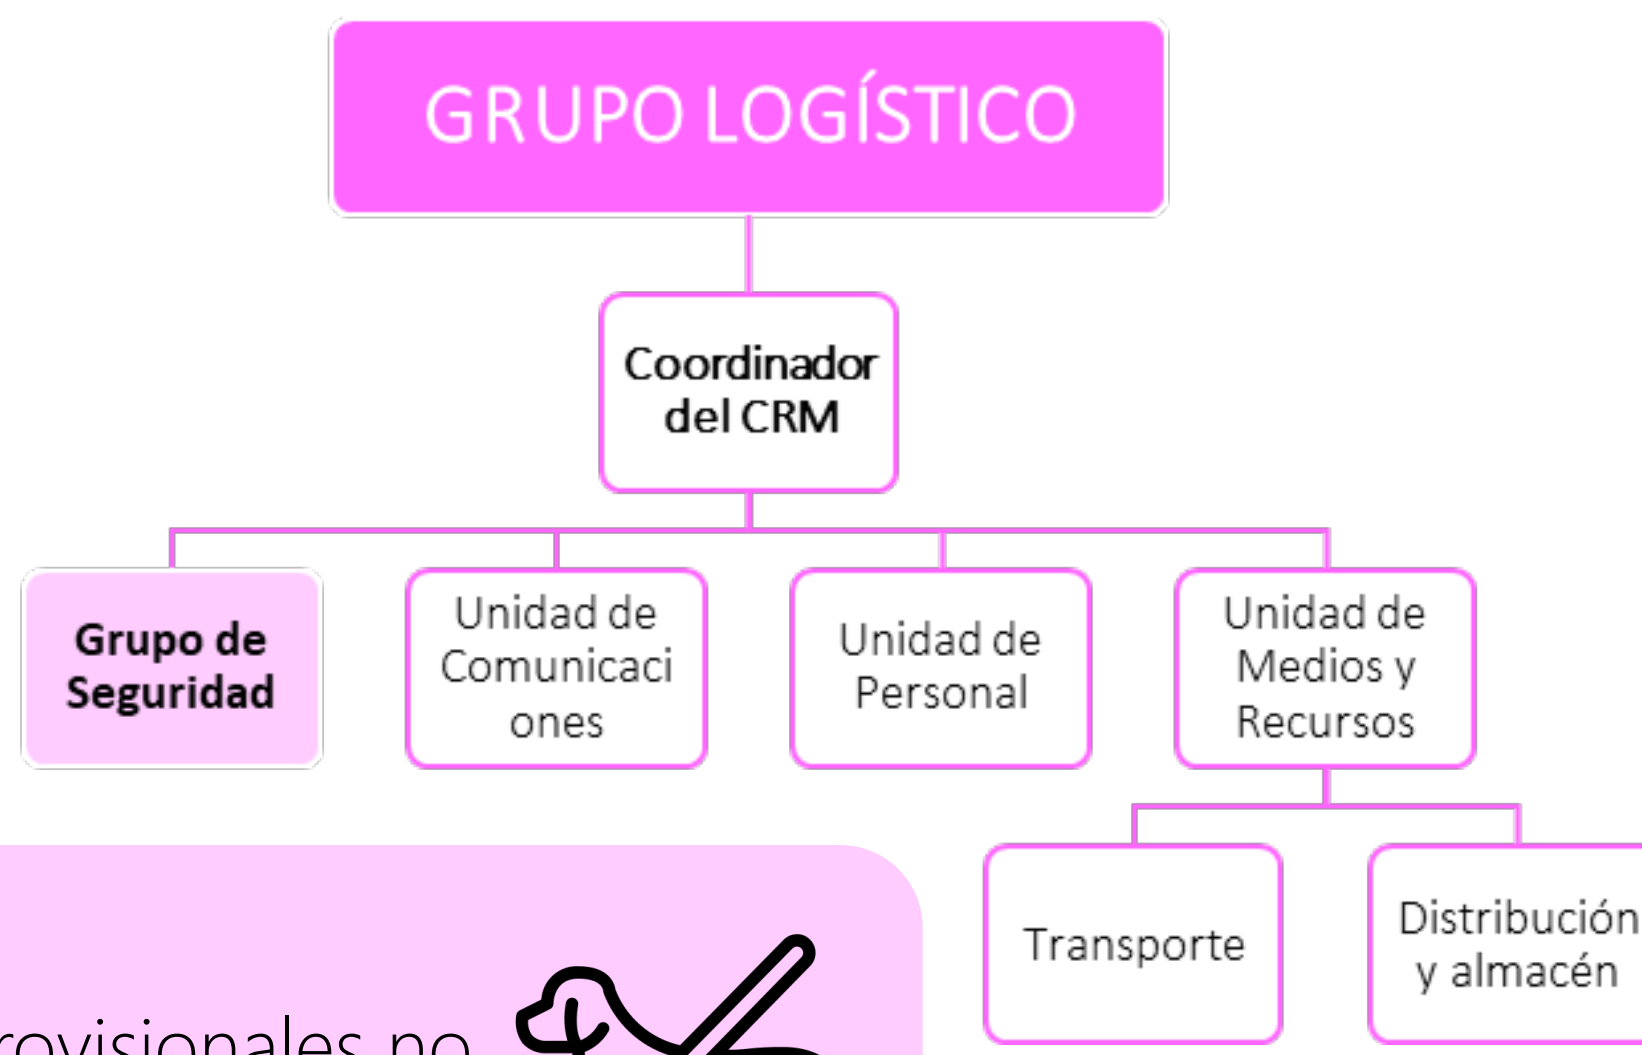 GRUPO LOGÍSTICO
Coordinador
del CRM
Grupo de
Seguridad
Unidad de
Comunicaci
ones
Unidad de
Personal
Unidad de
Medios y
Recursos
Transporte
Distribución
y almacén
no